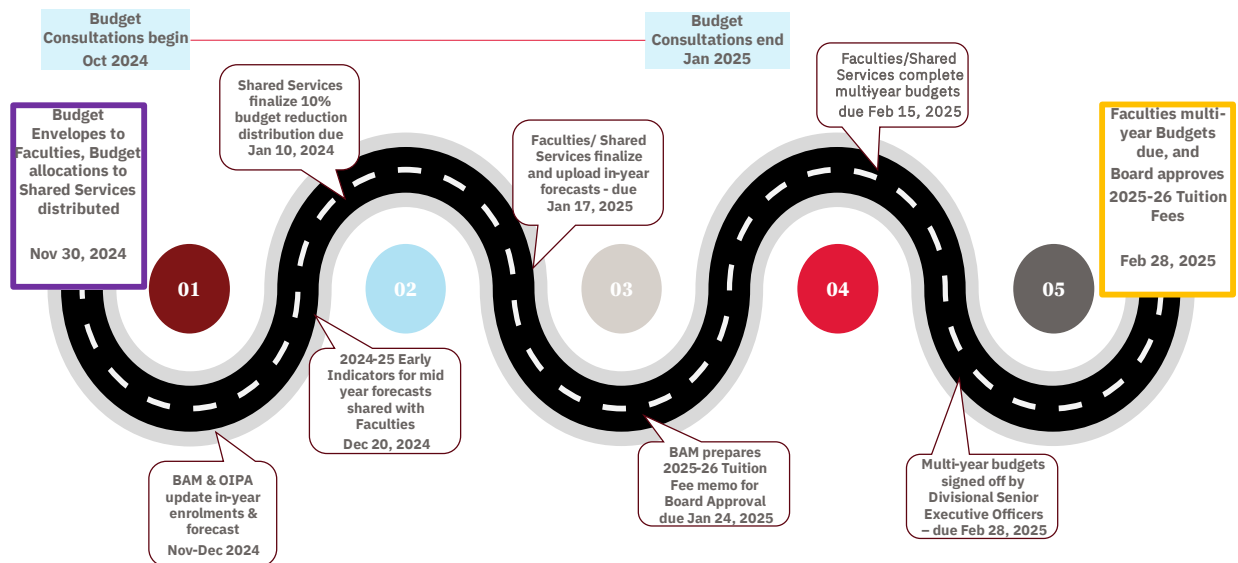 Budget
Consultations begin
Oct 2024
Budget
Consultations end
Jan 2025
Budget
Envelopes to
Faculties, Budget
allocations to
Shared Services
distributed
Nov 30, 2024
Shared Services
finalize 10%
budget reduction
distribution due
Jan 10, 2024
Faculties/ Shared
Services finalize
and upload in-year
forecasts - due
Jan 17, 2025
Faculties/Shared
Services complete
multi-year budgets
due Feb 15, 2025
Faculties multi-
year Budgets
due, and
Board approves
2025-26 Tuition
Fees
Feb 28, 2025
01
02
03
04
05
BAM & OIPA
update in-year
enrolments &
forecast
Nov-Dec 2024
2024-25 Early
Indicators for mid
year forecasts
shared with
Faculties
Dec 20, 2024
BAM prepares
2025-26 Tuition
Fee memo for
Board Approval
due Jan 24, 2025
Multi-year budgets
signed off by
Divisional Senior
Executive Officers
– due Feb 28, 2025